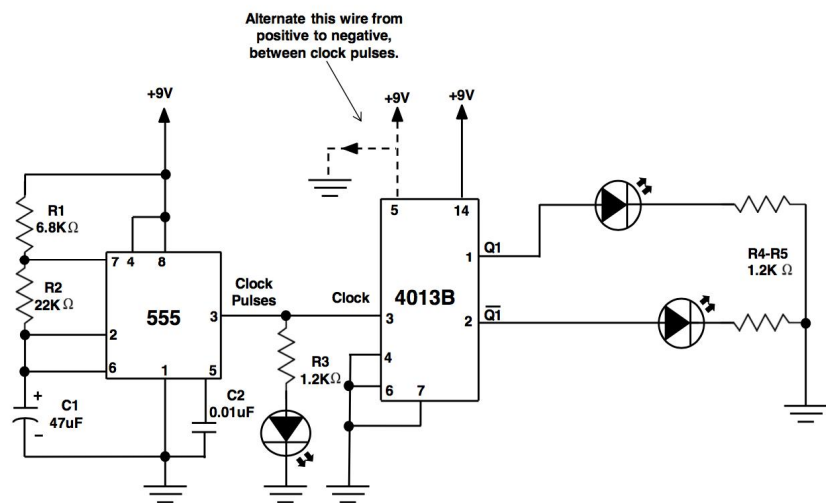 Alternate this wire from
positive to negative,
between clock pulses.
+9V
+9V
+9V
R1
6.8KΩ
R2
22KΩ
7 4 8
5 14
Q1
1
R4-R5
1.2K Ω
Clock
Pulses
Clock
4013B
555
3
3
2
Q1
2
6
1
5
4
6
7
R3
1.2KΩ
+
C1
47uF
–
C2
0.01uF